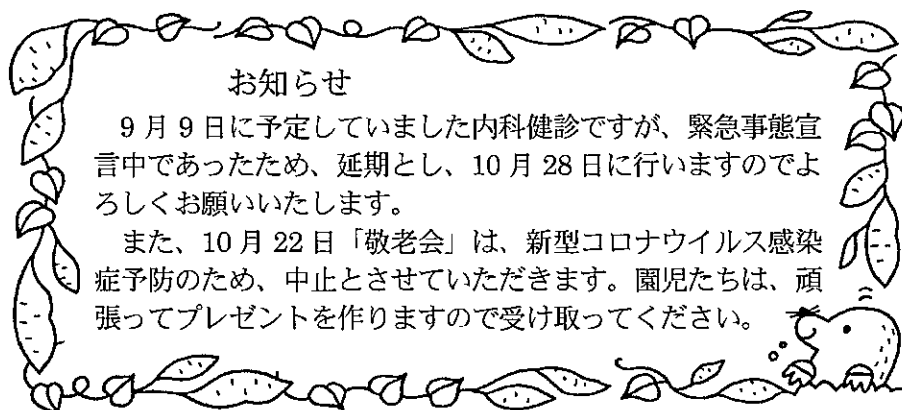 お知らせ
9月9日に予定していました内科健診ですが、緊急事態宣
言中であったため、延期とし、10月28日に行いますのでよ
ろしくお願いいたします。
また、10月22日「敬老会」は、新型コロナウイルス感染
症予防のため、中止とさせていただきます。園児たちは、頑
張ってプレゼントを作りますので受け取ってください。